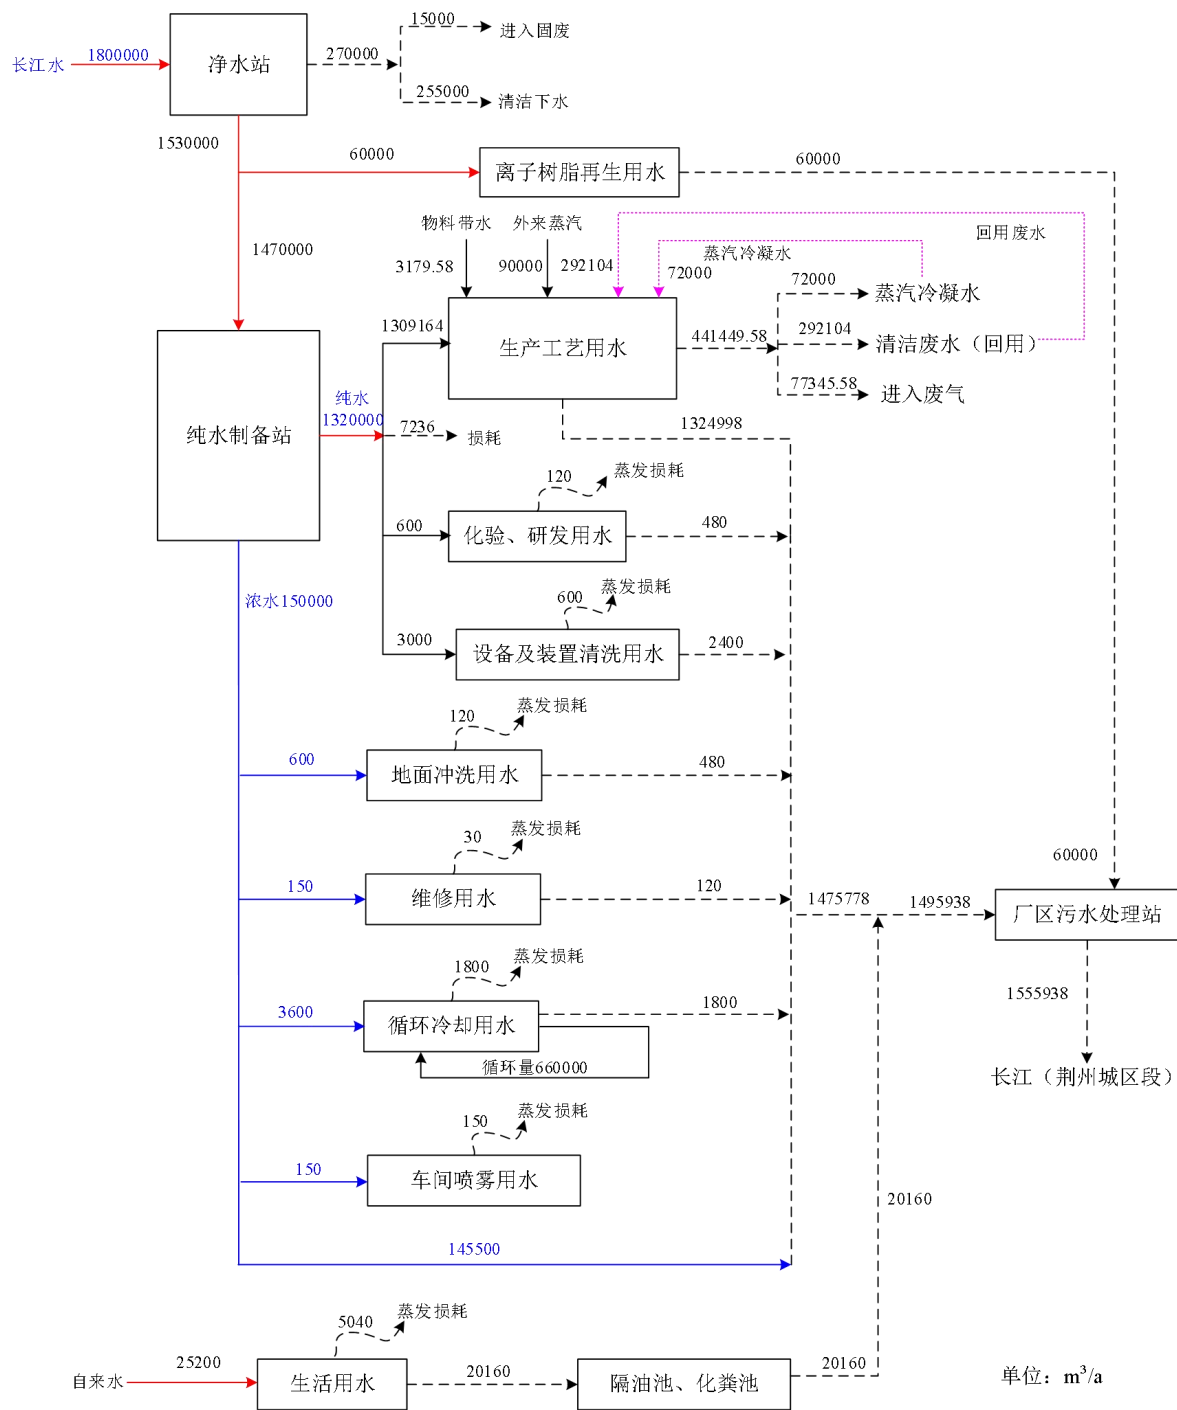 15000
进入固废
长江水
1800000
净水站
270000
255000
清洁下水
1530000
60000
离子树脂再生用水
60000
物料带水
外来蒸汽
回用废水
1470000
3179.58
90000
292104
蒸汽冷凝水
72000
72000
蒸汽冷凝水
1309164
生产工艺用水
441449.58
292104
清洁废水（回用）
77345.58
进入废气
纯水制备站
纯水
1320000
7236
损耗
1324998
120
蒸发损耗
600
化验、研发用水
480
浓水150000
600
蒸发损耗
3000
设备及装置清洗用水
2400
120
蒸发损耗
600
地面冲洗用水
480
30
蒸发损耗
150
维修用水
120
60000
1475778
1495938
厂区污水处理站
1800
蒸发损耗
3600
循环冷却用水
1800
循环量660000
1555938
长江（荆州城区段）
150
蒸发损耗
150
车间喷雾用水
20160
145500
5040
蒸发损耗
自来水
25200
生活用水
20160
隔油池、化粪池
20160
单位：m³/a